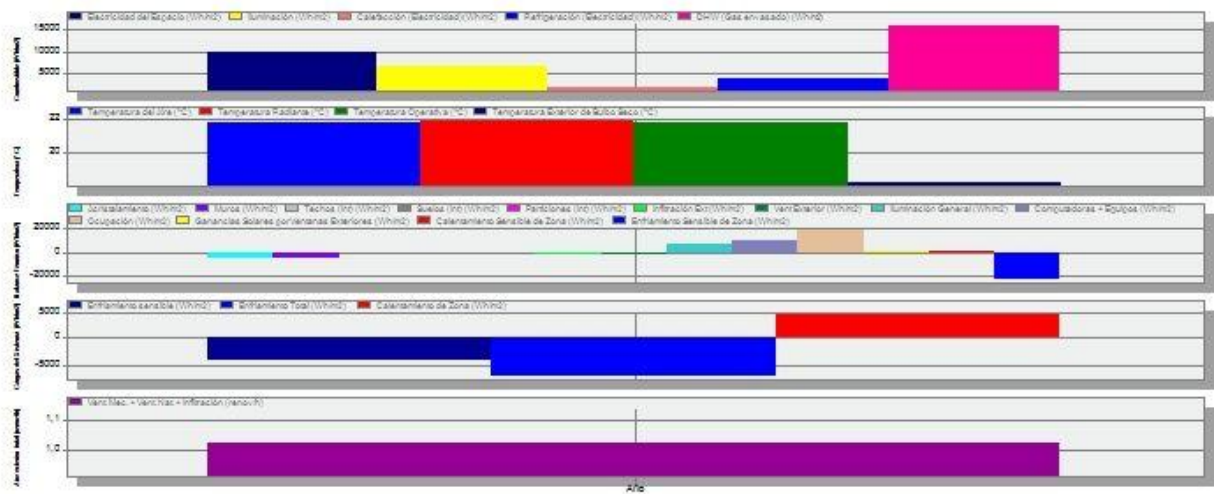 Electricidad del Espacio (Wh/m2) Iluminación (Wh/m2) Calefacción (Electricidad) (Wh/m2) Refrigeración (Electricidad) (Wh/m2) DHW (Gas envasado) (Wh/m2)
15000
10000
5000
Temperatura del Aire (°C) Temperatura Radiante (°C) Temperatura Operativa (°C) Temperatura Exterior de Bulbo Seco (°C)
22
20
Acristalamiento (Wh/m2) Muros (Wh/m2) Techos (Int) (Wh/m2) Suelos (Int) (Wh/m2) Particiones (Int) (Wh/m2) Infiltración Ext (Wh/m2) Vent Exterior (Wh/m2) Iluminación General (Wh/m2) Computadoras + Equipos (Wh/m2)
Ocupación (Wh/m2) Ganancias Solares por Ventanas Exteriores (Wh/m2) Calentamiento Sensible de Zona (Wh/m2) Enfriamiento Sensible de Zona (Wh/m2)
20000
0
-20000
Enfriamiento sensible (Wh/m2) Enfriamiento Total (Wh/m2) Calentamiento de Zona (Wh/m2)
5000
0
-5000
Vent Mec. + Vent Nat + Infiltración (renov/h)
1,1
1,0
Año